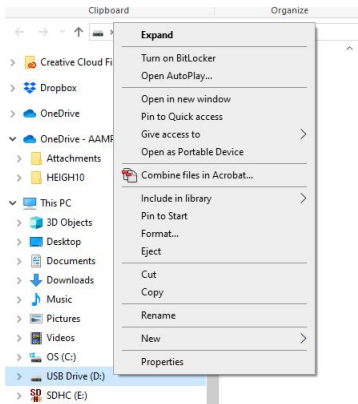 Clipboard
Organize
Expand
Turn on BitLocker
Open AutoPlay...
Open in new window
Pin to Quick access
Give access to
Open as Portable Device
Combine files in Acrobat...
Include in library
Pin to Start
Format...
Eject
Cut
Copy
Rename
New
Properties
Creative Cloud Fi
Dropbox
OneDrive
OneDrive - AAMF
Attachments
HEIGH10
This PC
3D Objects
Desktop
Documents
Downloads
Music
Pictures
Videos
OS (C:)
USB Drive (D:)
SDHC (E:)